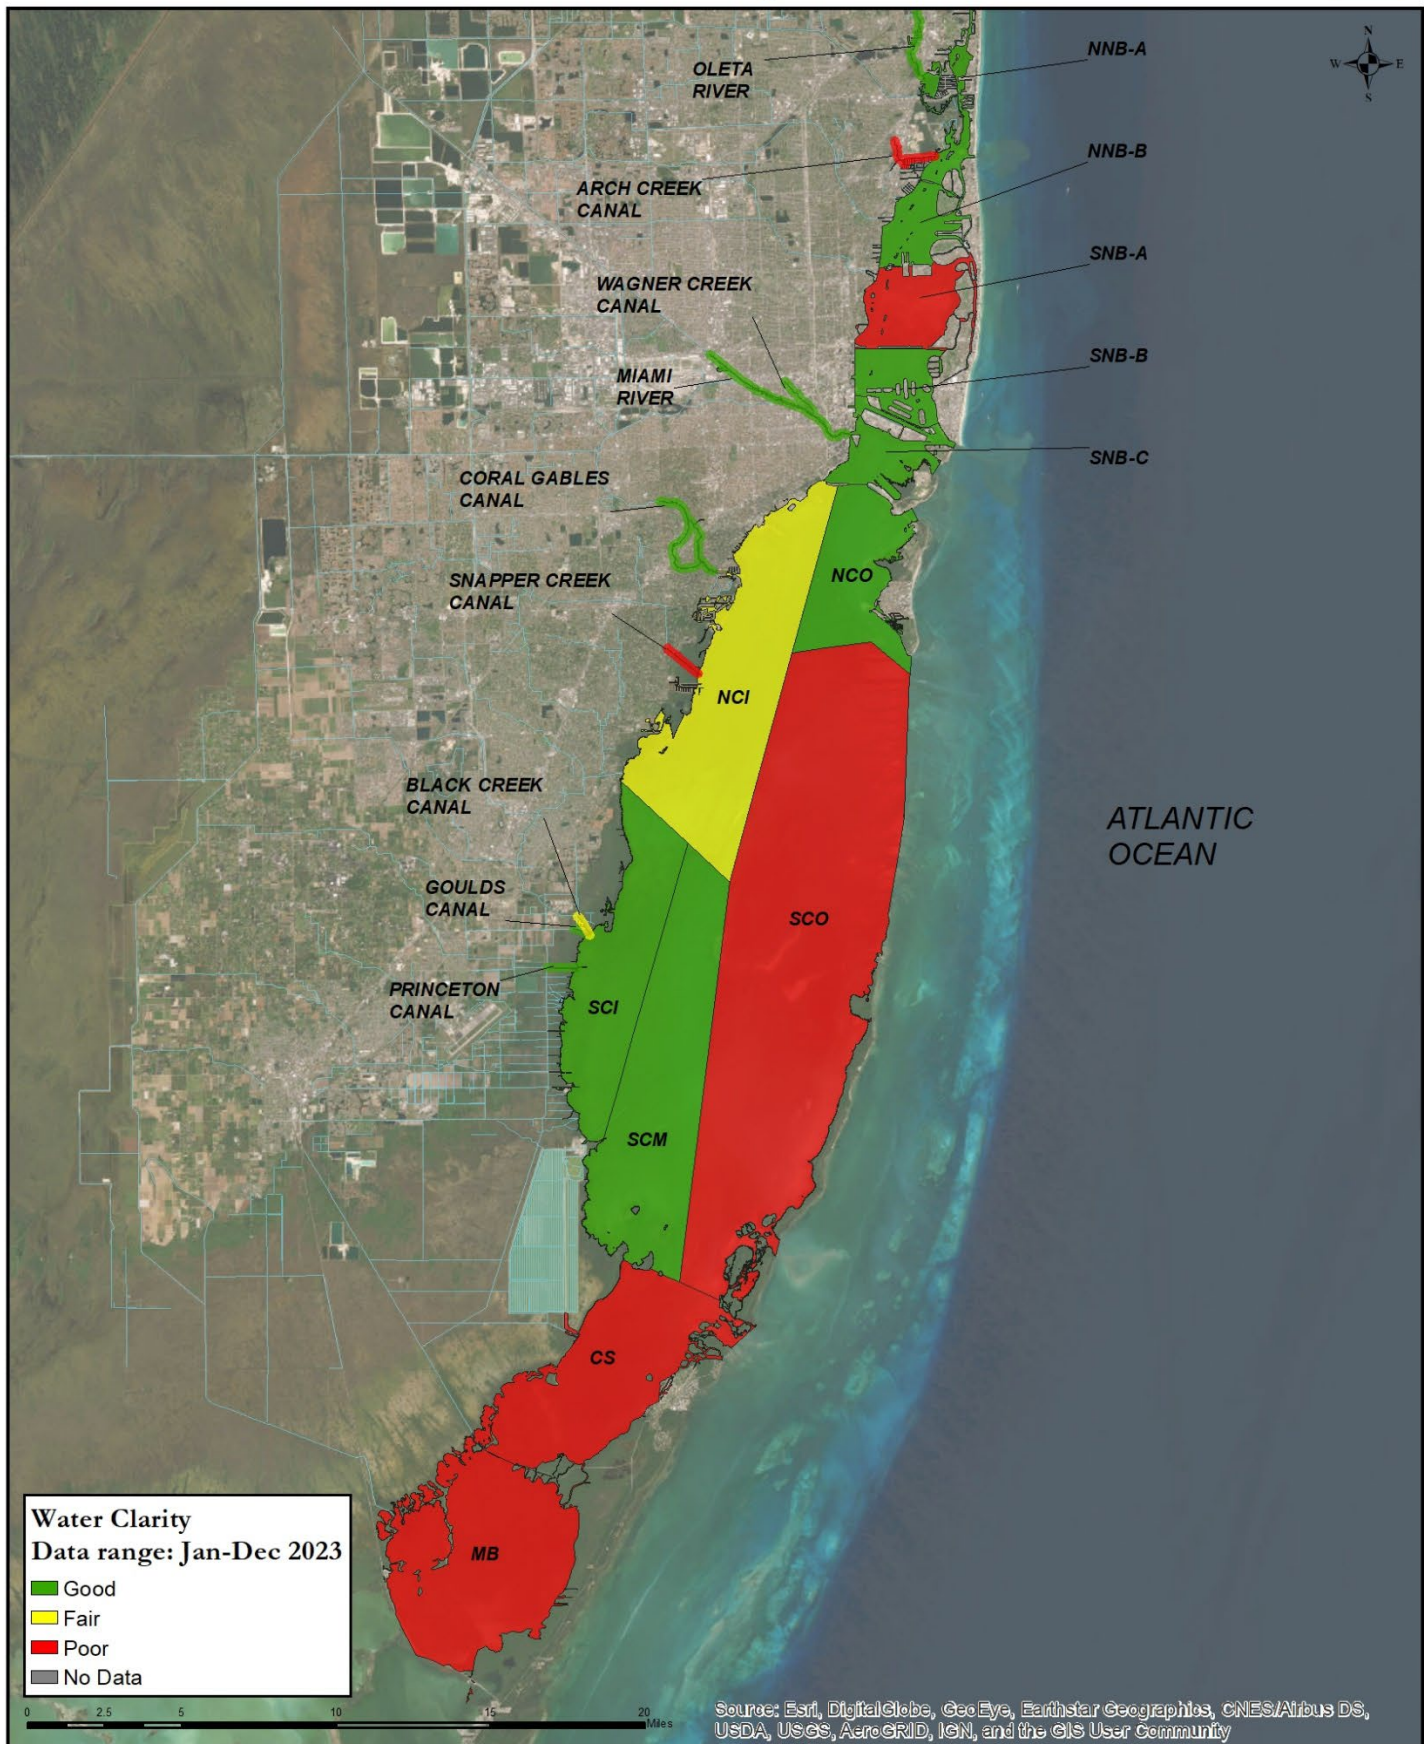 N
W E
S
NNB-A
OLETA
RIVER
NNB-B
ARCH CREEK
CANAL
SNB-A
WAGNER CREEK
CANAL
SNB-B
MIAMI
RIVER
SNB-C
CORAL GABLES
CANAL
NCO
SNAPPER CREEK
CANAL
NCI
BLACK CREEK
CANAL
ATLANTIC
OCEAN
GOULDS
CANAL
SCO
PRINCETON
CANAL
SCI
SCM
CS
MB
Water Clarity
Data range: Jan-Dec 2023
Good
Fair
Poor
No Data
0 2.5 5 10 15 20
Miles
Source: Esri, DigitalGlobe, GeoEye, Earthstar Geographics, CNES/Airbus DS,
USDA, USGS, AeroGRID, IGN, and the GIS User Community